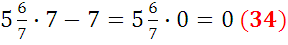 5 6/7 · 7 − 7 = 5 6/7 · 0 = 0 (34)